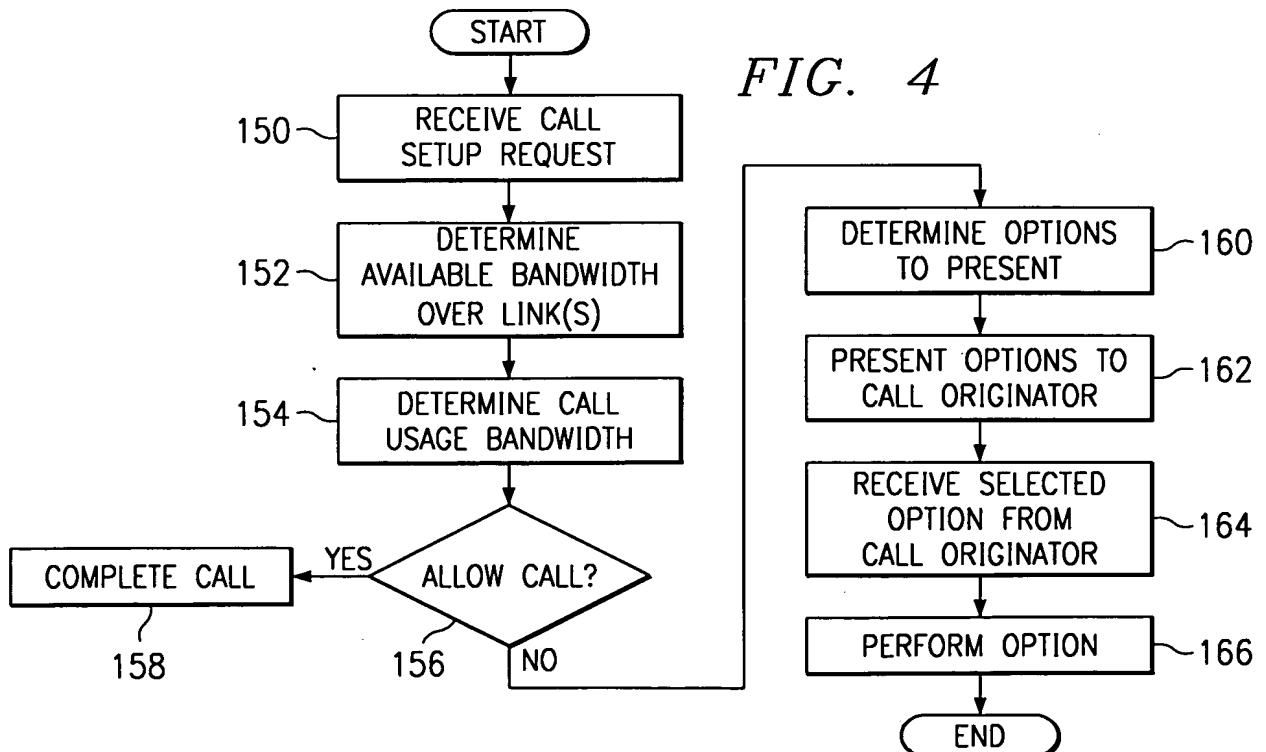 START
FIG. 4
150
RECEIVE CALL
SETUP REQUEST
152
DETERMINE
AVAILABLE BANDWIDTH
OVER LINK(S)
154
DETERMINE CALL
USAGE BANDWIDTH
ALLOW CALL?
156
YES
COMPLETE CALL
158
NO
DETERMINE OPTIONS
TO PRESENT
160
PRESENT OPTIONS TO
CALL ORIGINATOR
162
RECEIVE SELECTED
OPTION FROM
CALL ORIGINATOR
164
PERFORM OPTION
166
END